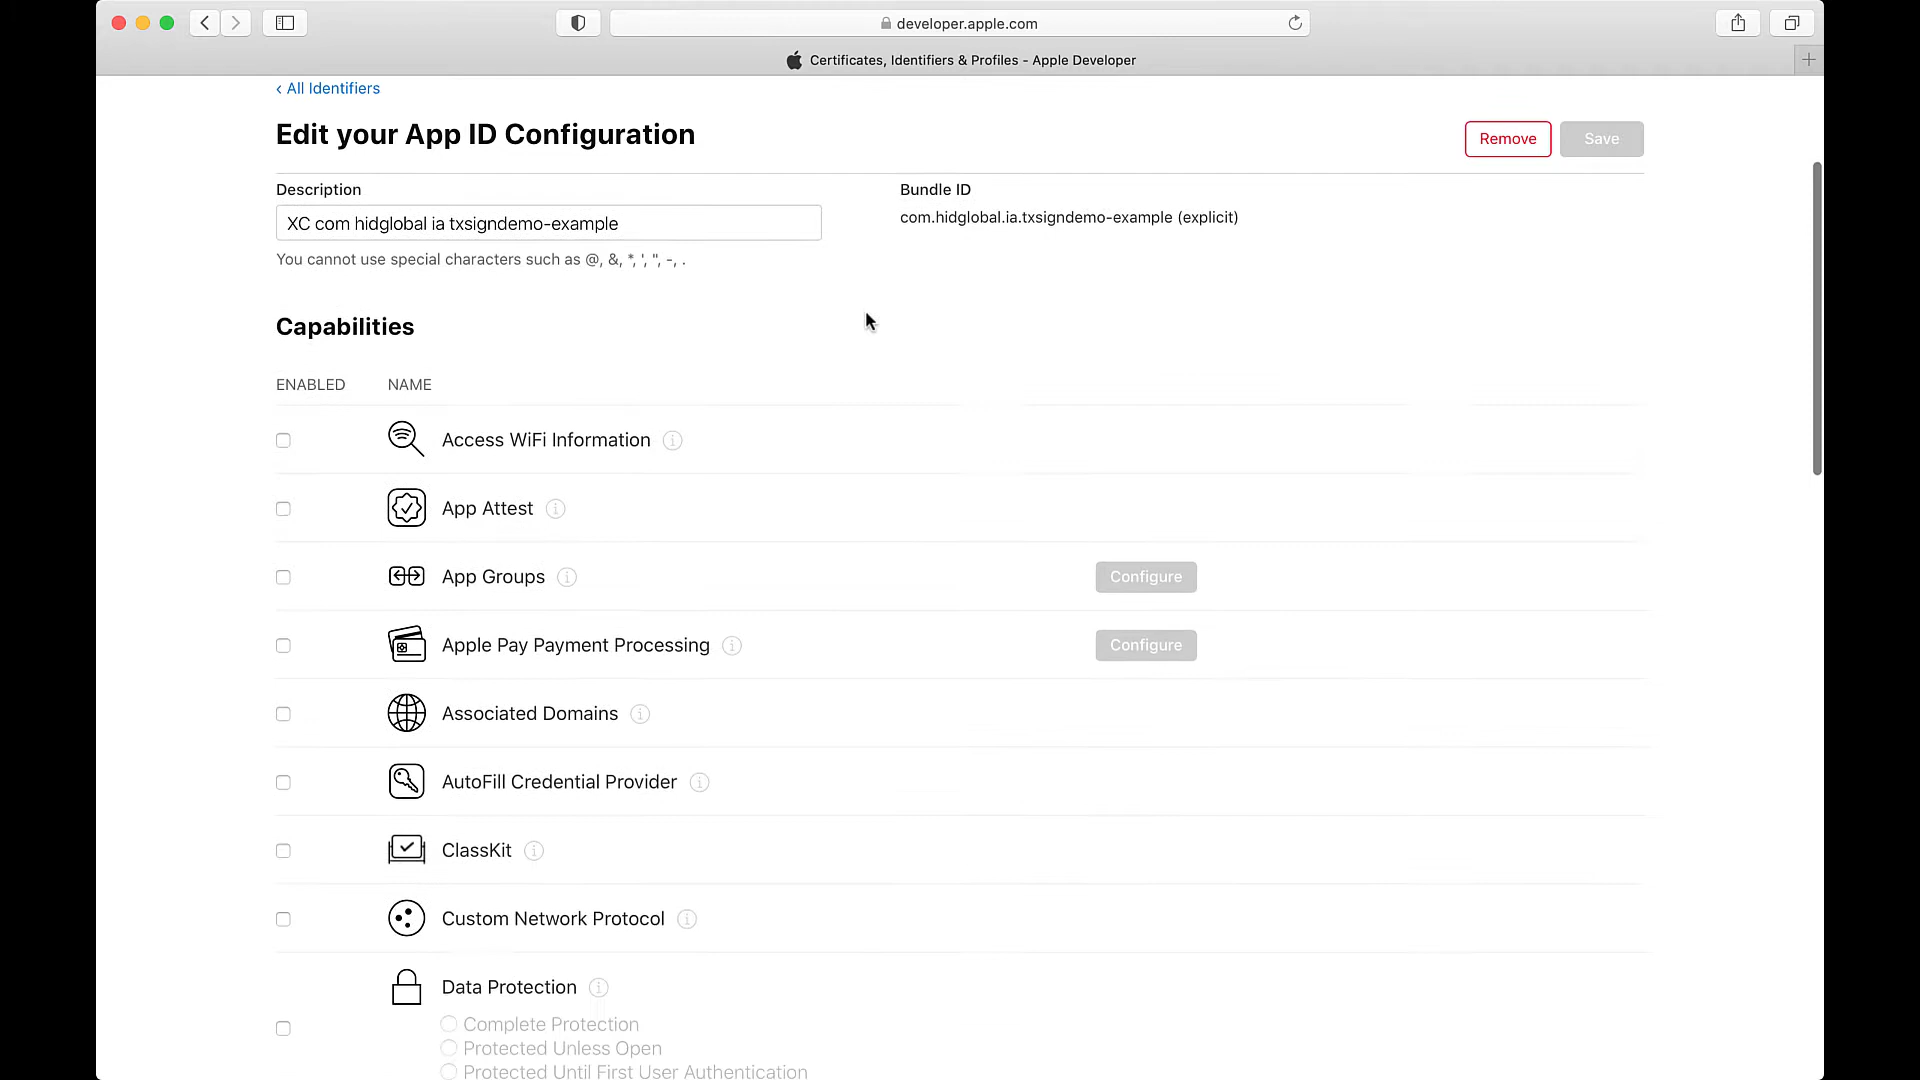 developer.apple.com
Certificates, Identifiers & Profiles - Apple Developer
‹ All Identifiers
Edit your App ID Configuration
Remove
Save
Description
Bundle ID
XC com hidglobal ia txsigndemo-example
com.hidglobal.ia.txsigndemo-example (explicit)
You cannot use special characters such as @, &, *, ', ", -, .
Capabilities
ENABLED NAME
Access WiFi Information
App Attest
App Groups
Configure
Apple Pay Payment Processing
Configure
Associated Domains
AutoFill Credential Provider
ClassKit
Custom Network Protocol
Data Protection
Complete Protection
Protected Unless Open
Protected Until First User Authentication